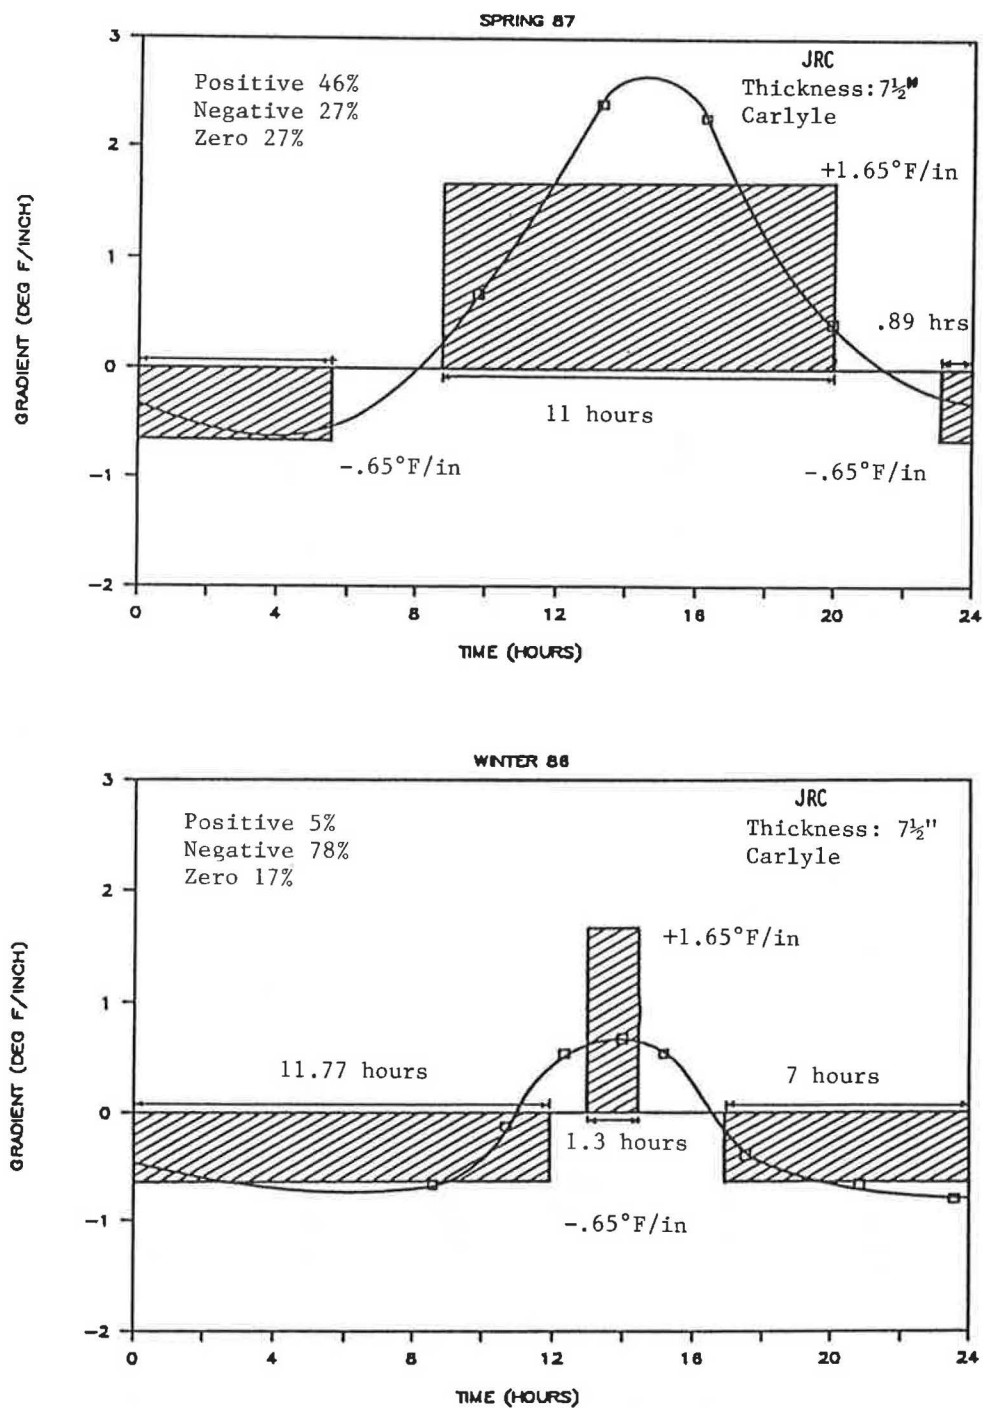 SPRING 87
JRC
Positive 46%
Thickness: 7½"
Negative 27%
Carlyle
Zero 27%
+1.65°F/in
.89 hrs
11 hours
-.65°F/in
-.65°F/in
GRADIENT (DEG F/INCH)
3
2
1
0
-1
-2
0
4
8
12
16
20
24
TIME (HOURS)
WINTER 86
JRC
Positive 5%
Thickness: 7½"
Negative 78%
Carlyle
Zero 17%
+1.65°F/in
11.77 hours
7 hours
1.3 hours
-.65°F/in
GRADIENT (DEG F/INCH)
3
2
1
0
-1
-2
0
4
8
12
16
20
24
TIME (HOURS)